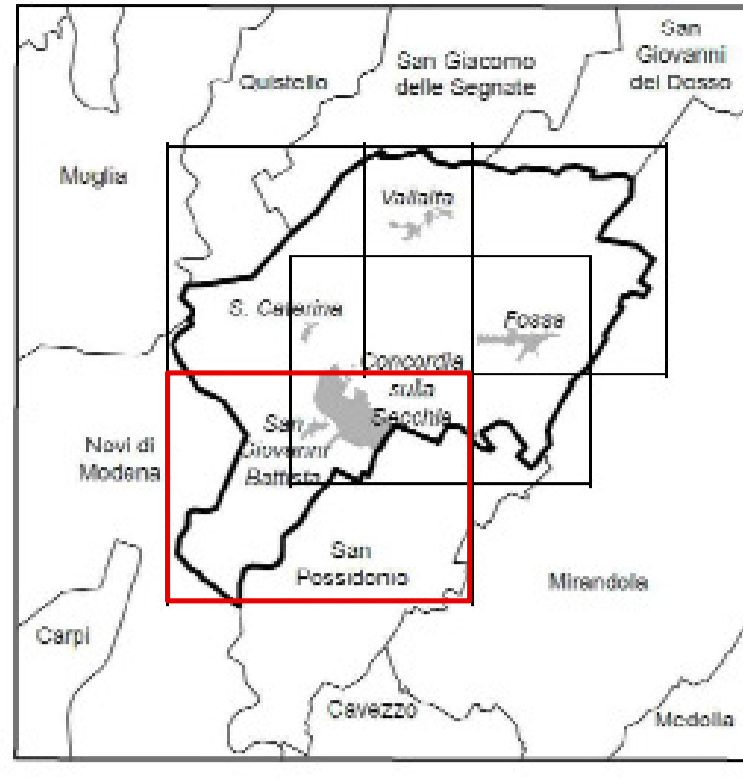 San
Giovanni
del Dosso
San Giacomo
delle Segnate
Quistello
Moglia
Vallalta
S. Caterina
Fossa
Concordia
sulla
Secchia
San
Giovanni
Battista
Novi di
Modena
San
Possidonio
Mirandola
Carpi
Cavezzo
Medolla